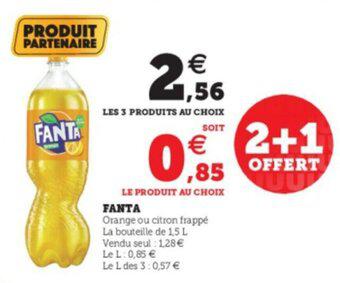 PRODUIT
PARTENAIRE
2€,56
LES 3 PRODUITS AU CHOIX
SOIT
0€,85
LE PRODUIT AU CHOIX
2+1
OFFERT
FANTA
FANTA
Orange ou citron frappé
La bouteille de 1,5 L
Vendu seul : 1,28 €
Le L : 0,85 €
Le L des 3 : 0,57 €